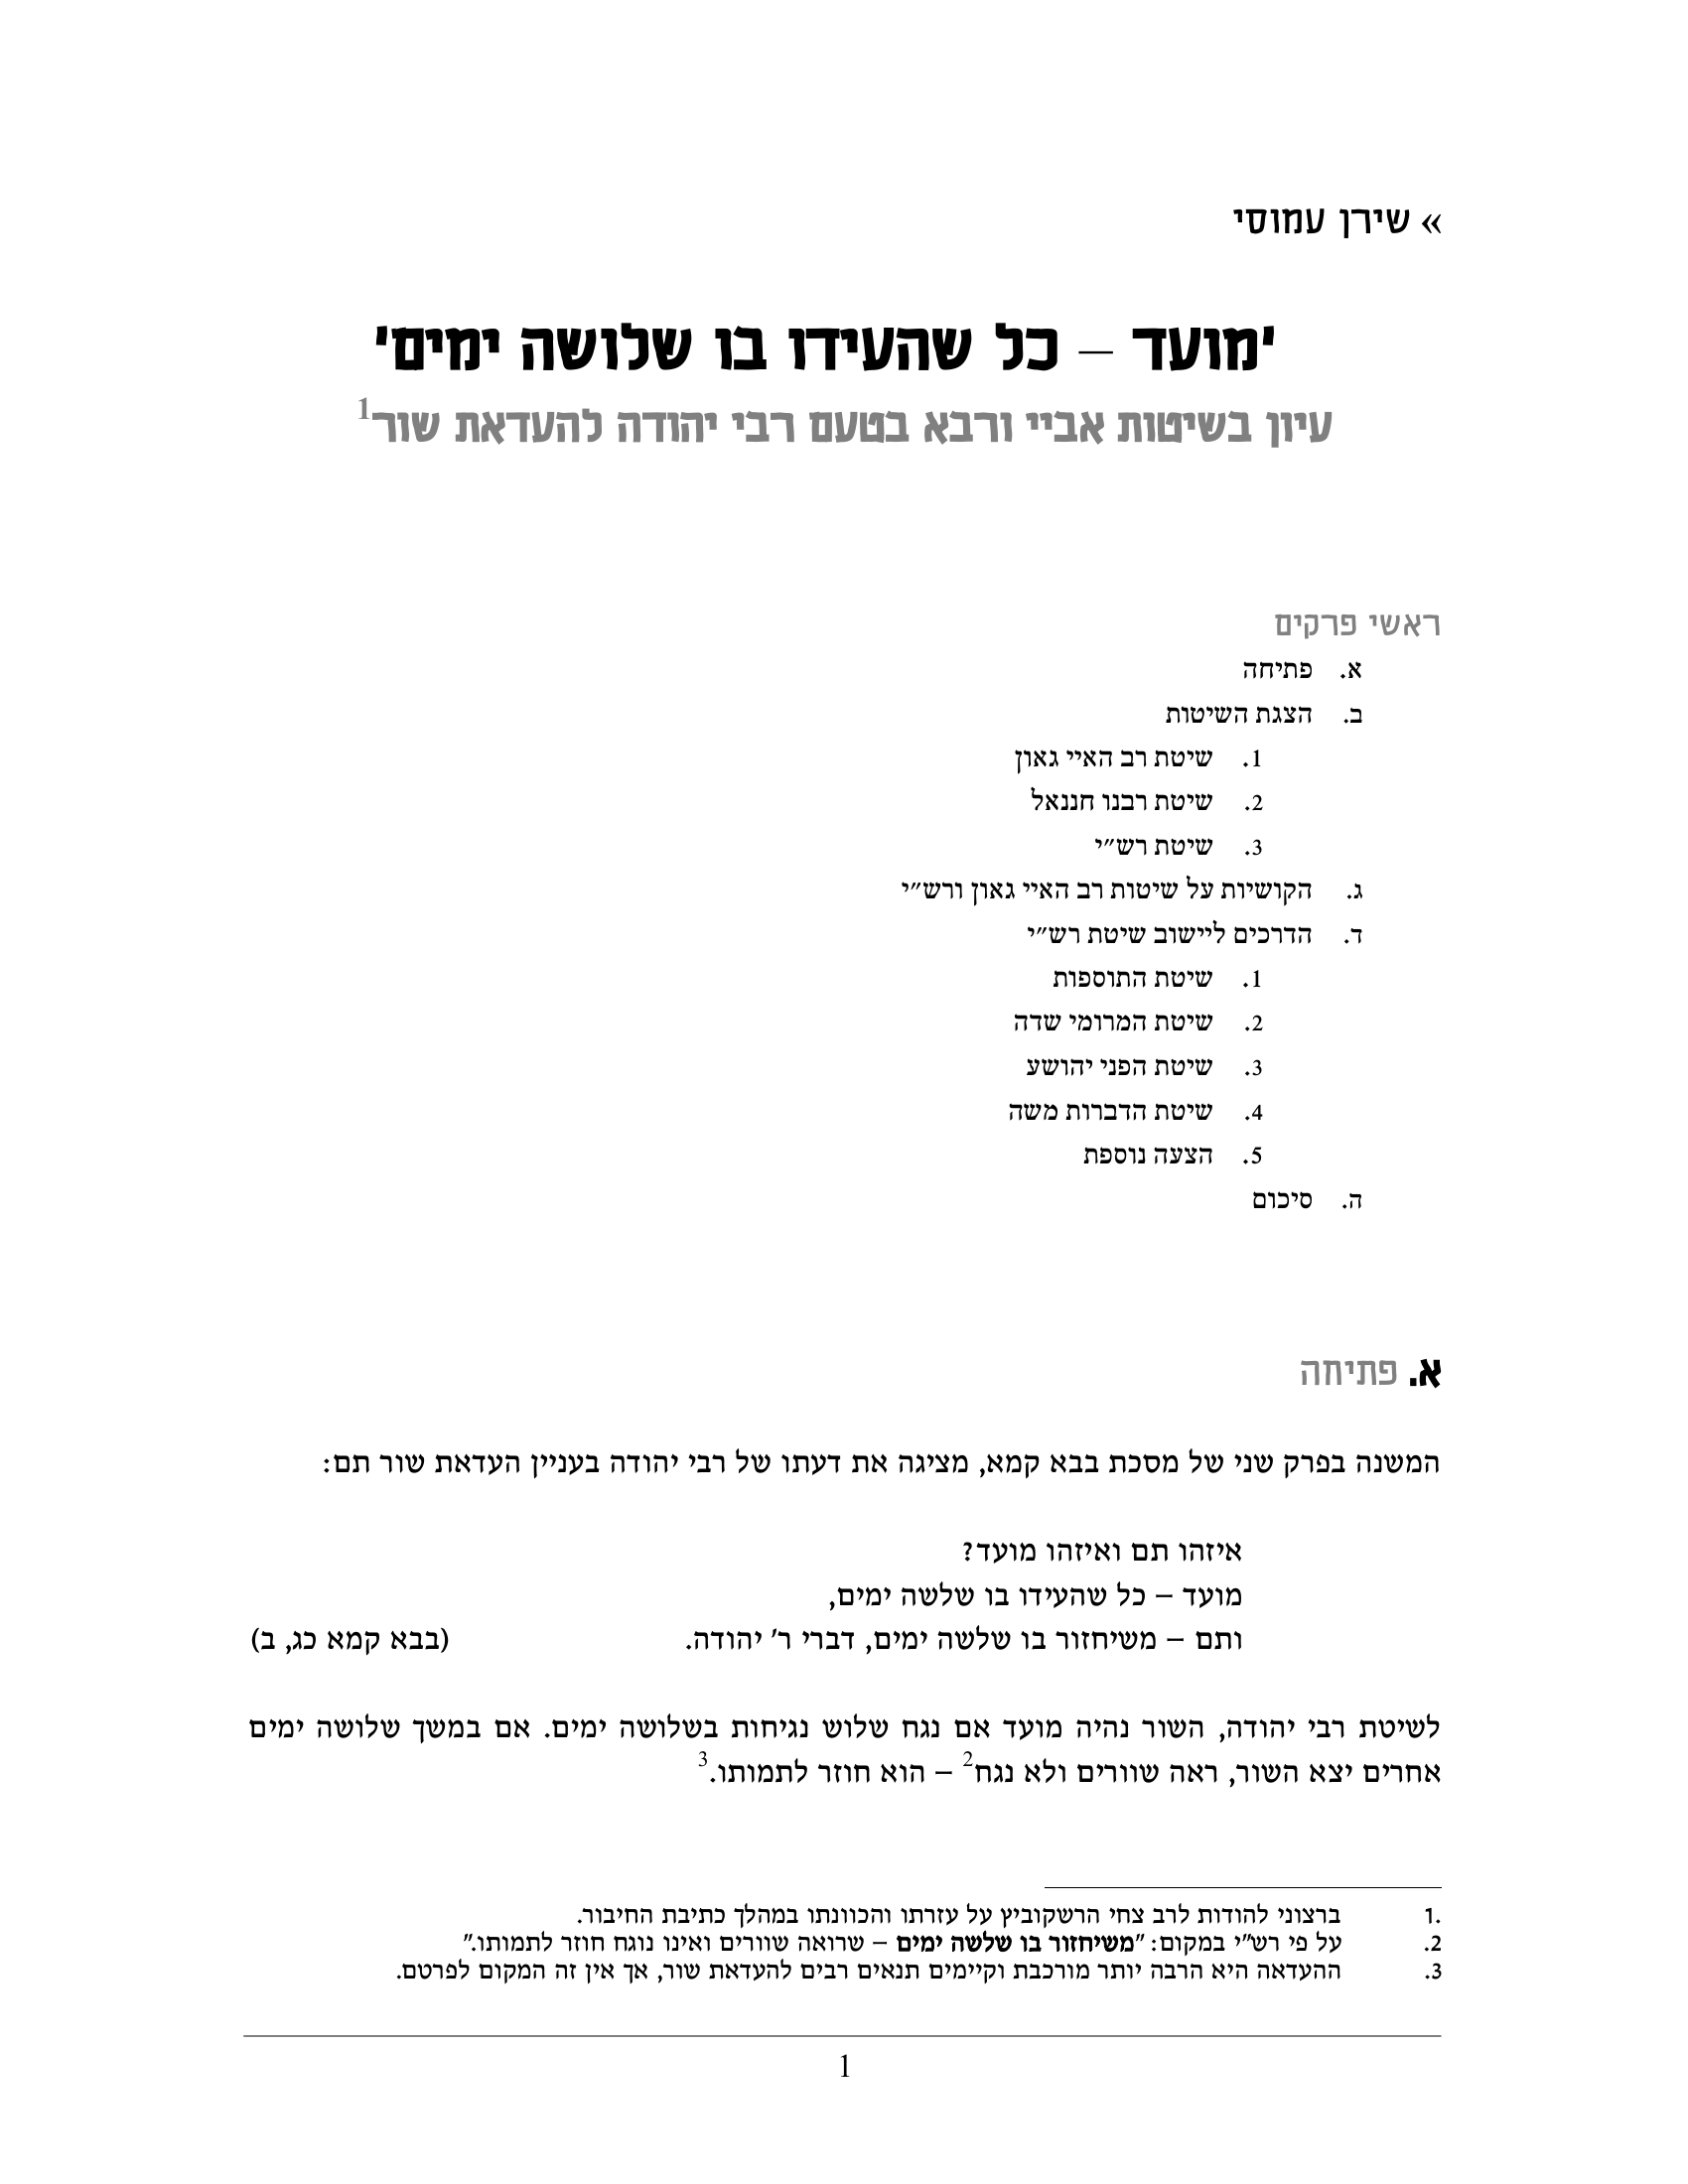 » שירן עמוסי
'מועד – כל שהעידו בו שלושה ימים'
עיון בשיטות אביי ורבא בטעם רבי יהודה להעדאת שור1
ראשי פרקים
א. פתיחה
ב. הצגת השיטות
1. שיטת רב האיי גאון
2. שיטת רבנו חננאל
3. שיטת רש״י
ג. הקושיות על שיטות רב האיי גאון ורש״י
ד. הדרכים ליישוב שיטת רש״י
1. שיטת התוספות
2. שיטת המרומי שדה
3. שיטת הפני יהושע
4. שיטת הדברות משה
5. הצעה נוספת
ה. סיכום
א. פתיחה
המשנה בפרק שני של מסכת בבא קמא, מציגה את דעתו של רבי יהודה בעניין העדאת שור תם:
איזהו תם ואיזהו מועד?
מועד – כל שהעידו בו שלשה ימים,
ותם – משיחזור בו שלשה ימים, דברי ר' יהודה. (בבא קמא כג, ב)
לשיטת רבי יהודה, השור נהיה מועד אם נגח שלוש נגיחות בשלושה ימים. אם במשך שלושה ימים
אחרים יצא השור, ראה שוורים ולא נגח2 – הוא חוזר לתמותו.3
1. ברצוני להודות לרב צחי הרשקוביץ על עזרתו והכוונתו במהלך כתיבת החיבור.
2. על פי רש״י במקום: "משיחזור בו שלשה ימים – שרואה שוורים ואינו נוגח חוזר לתמותו."
3. ההעדאה היא הרבה יותר מורכבת וקיימים תנאים רבים להעדאת שור, אך אין זה המקום לפרטם.
1